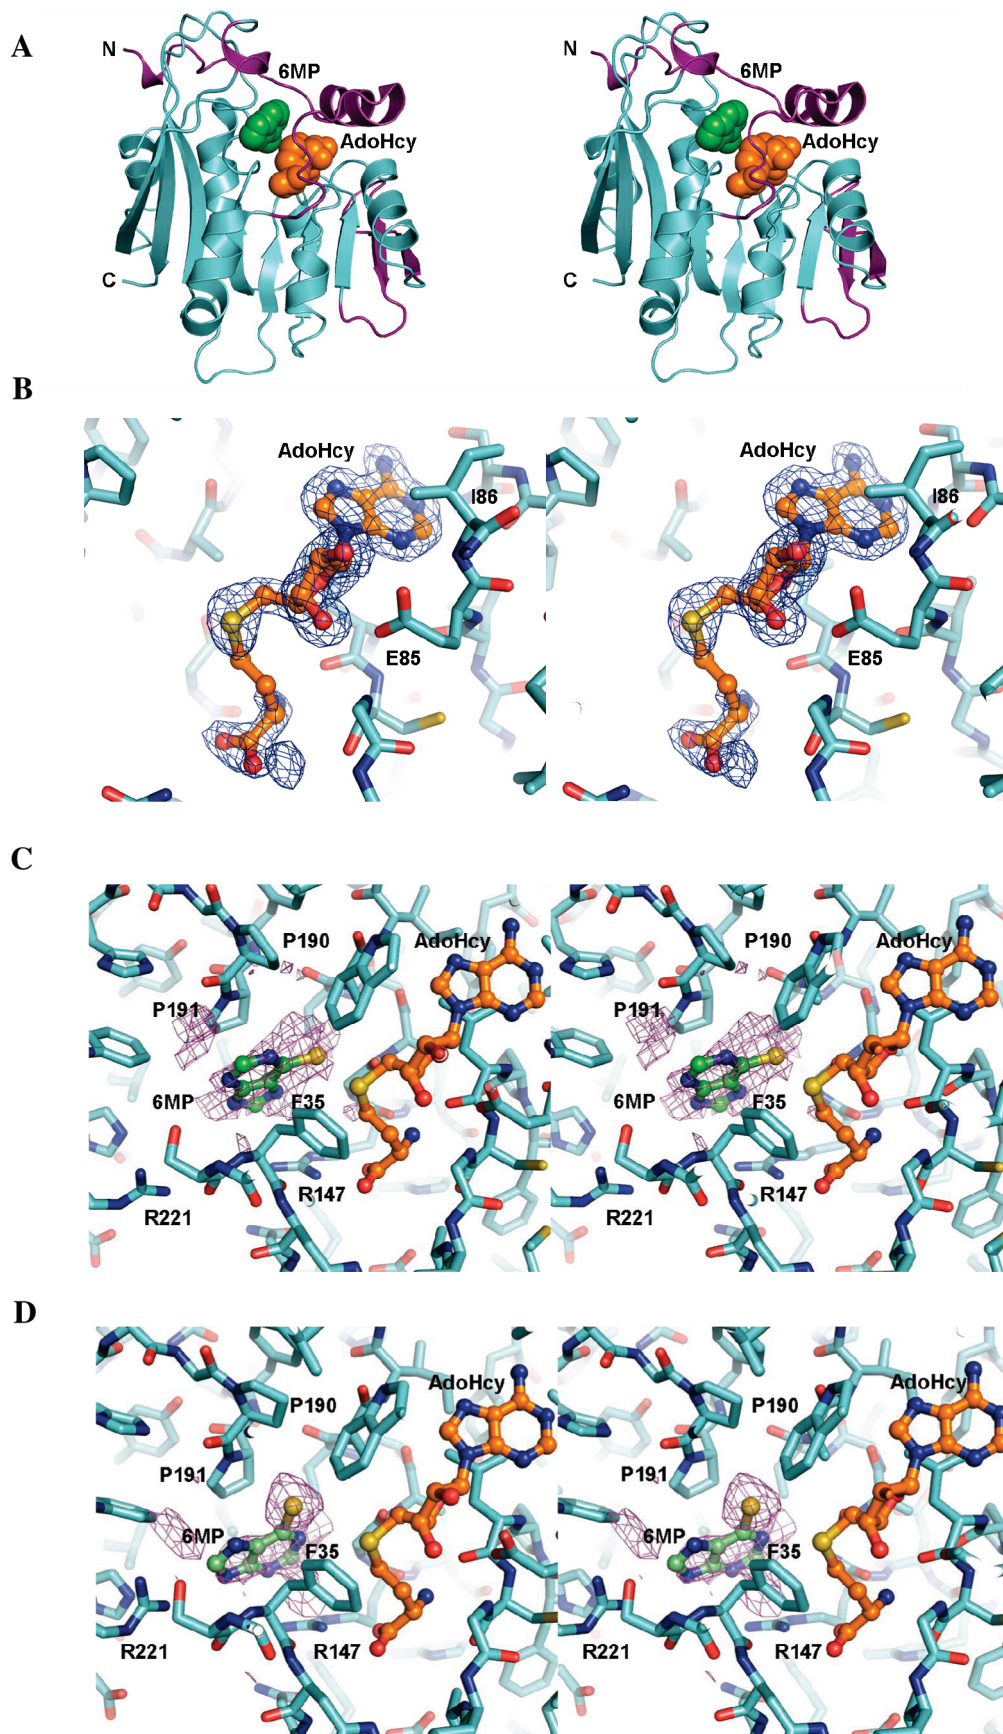 A
N
6MP
AdoHcy
C
N
6MP
AdoHcy
C
B
AdoHcy
I86
E85
AdoHcy
I86
E85
C
P190
AdoHcy
P191
6MP
F35
R147
R221
P190
AdoHcy
P191
6MP
F35
R147
R221
D
AdoHcy
P190
P191
6MP
F35
R221
R147
AdoHcy
P190
P191
6MP
F35
R221
R147